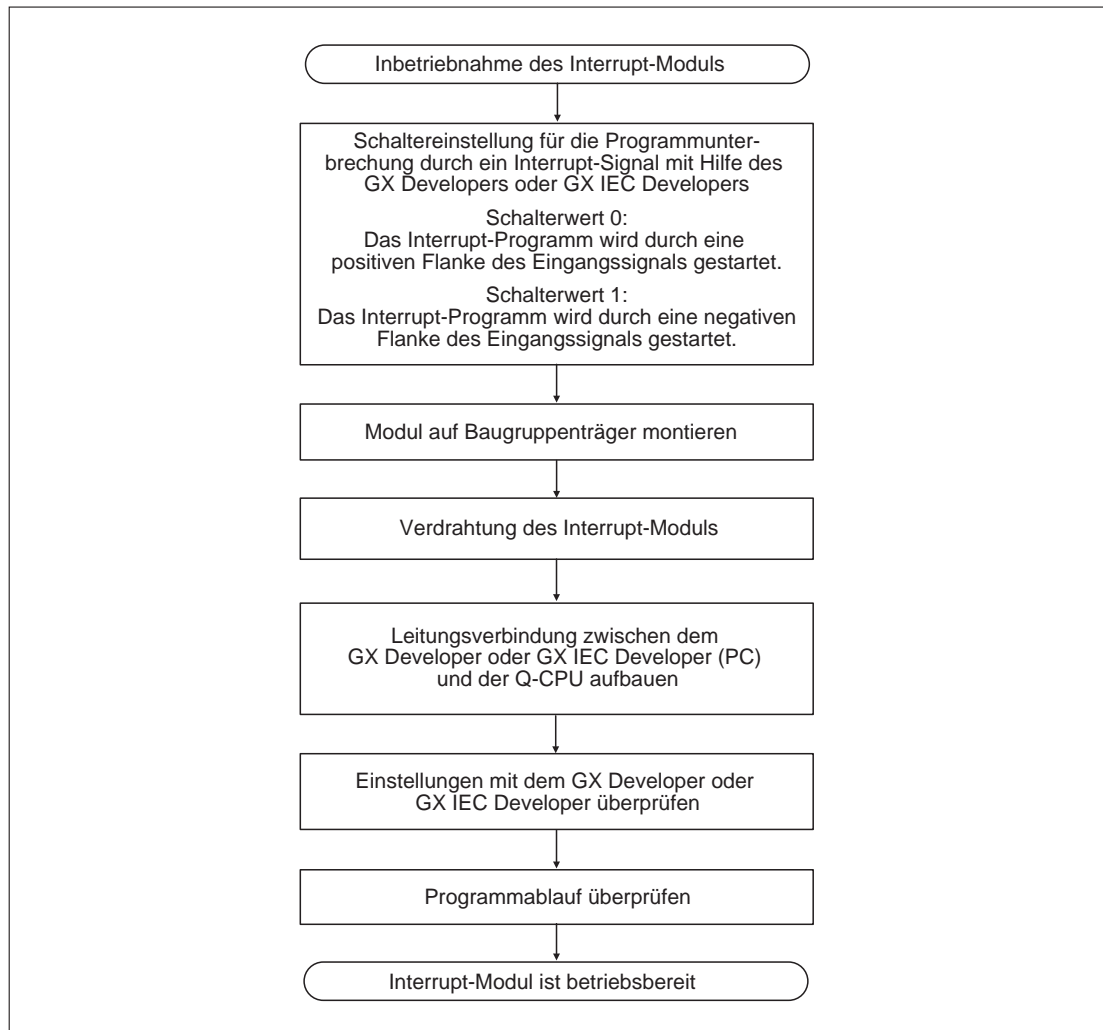 Inbetriebnahme des Interrupt-Moduls
Schaltereinstellung für die Programmunter-
brechung durch ein Interrupt-Signal mit Hilfe des
GX Developers oder GX IEC Developers
Schalterwert 0:
Das Interrupt-Programm wird durch eine
positiven Flanke des Eingangssignals gestartet.
Schalterwert 1:
Das Interrupt-Programm wird durch eine negativen
Flanke des Eingangssignals gestartet.
Modul auf Baugruppenträger montieren
Verdrahtung des Interrupt-Moduls
Leitungsverbindung zwischen dem
GX Developer oder GX IEC Developer (PC)
und der Q-CPU aufbauen
Einstellungen mit dem GX Developer oder
GX IEC Developer überprüfen
Programmablauf überprüfen
Interrupt-Modul ist betriebsbereit